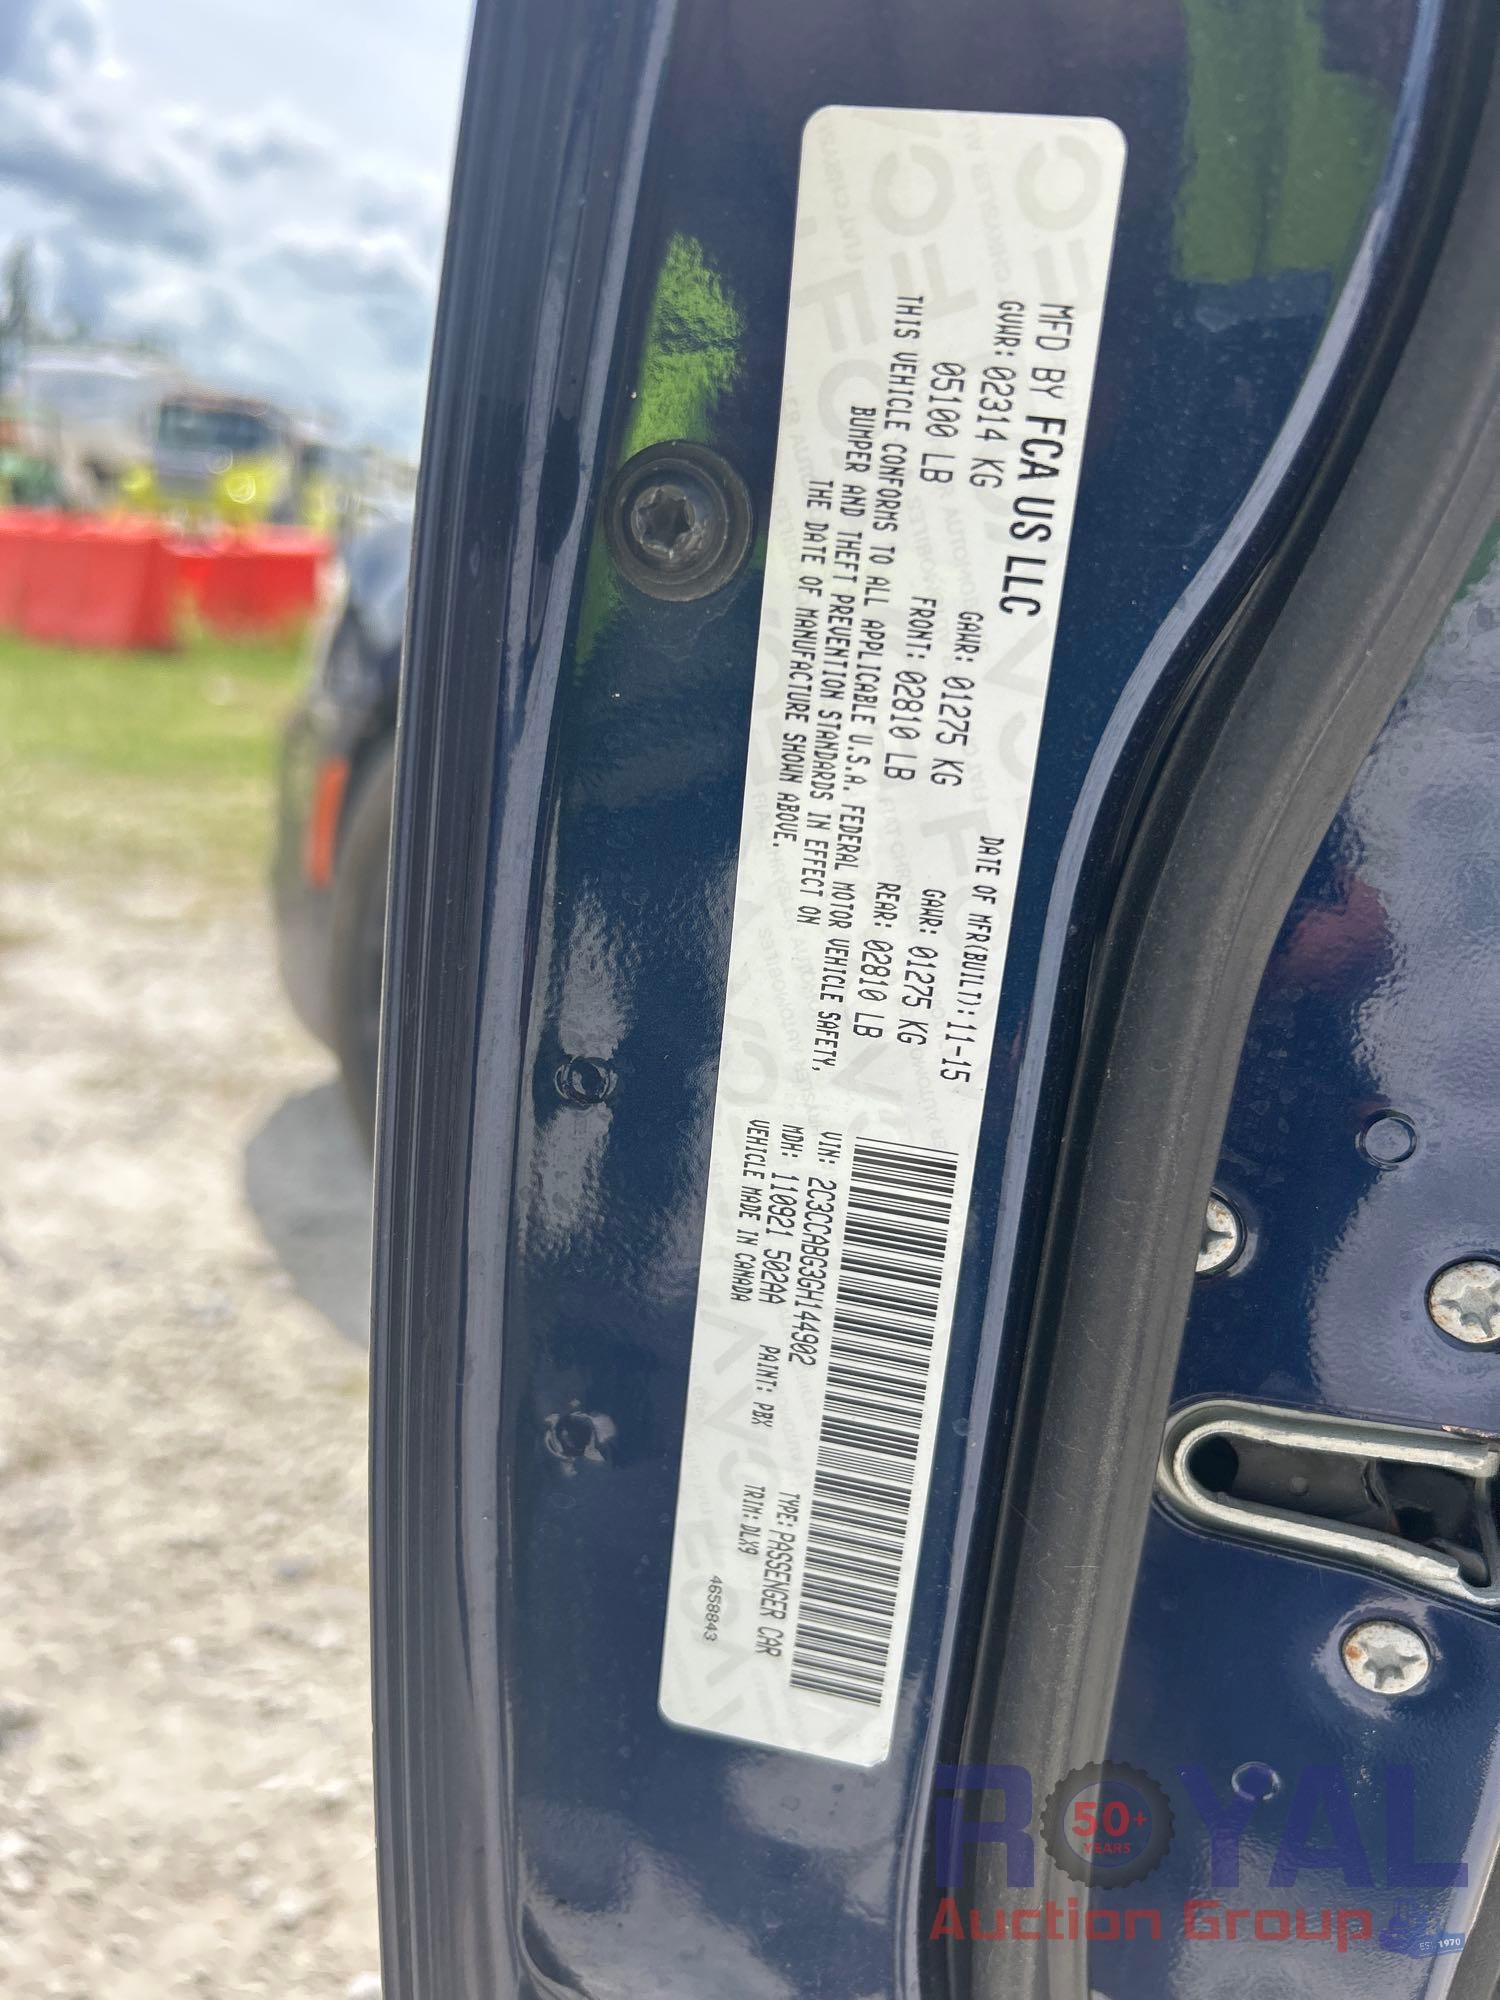 MFD BY FCA US LLC
DATE OF MFR(BUILT): 11-15
GVWR: 02314 KG
GAWR: 01275 KG
GAWR: 01275 KG
05100 LB
FRONT: 02810 LB
REAR: 02810 LB
THIS VEHICLE CONFORMS TO ALL APPLICABLE U.S.A. FEDERAL MOTOR VEHICLE SAFETY,
BUMPER AND THEFT PREVENTION STANDARDS IN EFFECT ON
THE DATE OF MANUFACTURE SHOWN ABOVE.
VIN: 2C3CCABG3GH144902
TYPE: PASSENGER CAR
MDH: 110921 502AA
PAINT: PBX
TRIM: DLX9
VEHICLE MADE IN CANADA
4658843
ROYAL
50+
YEARS
Auction Group
EST. 1970